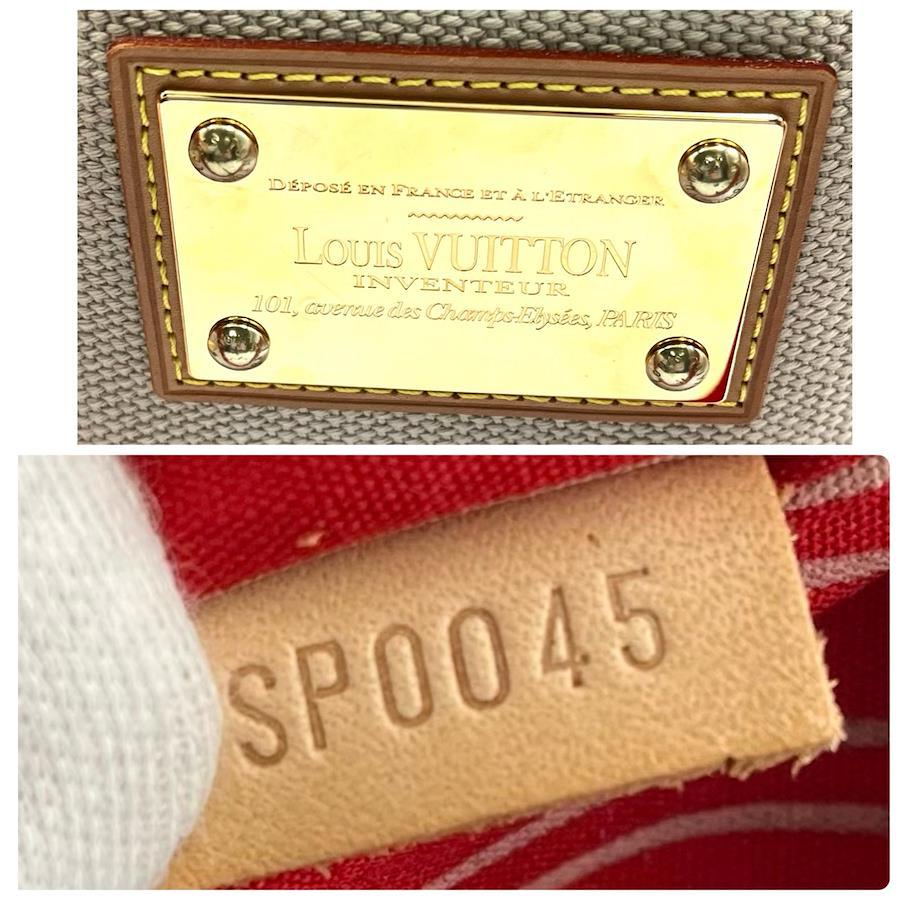 DÉPOSÉ EN FRANCE ET À L'ETRANGER
LOUIS VUITTON
INVENTEUR
101, avenue des Champs-Elysées, PARIS
SP0045